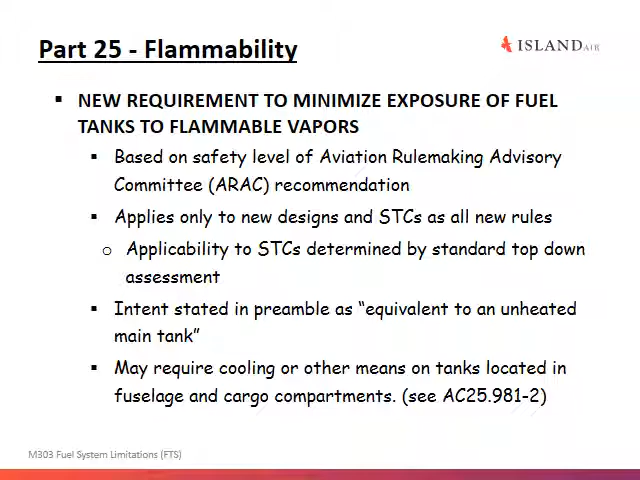 Part 25 - Flammability
ISLAND AIR
▪ NEW REQUIREMENT TO MINIMIZE EXPOSURE OF FUEL
TANKS TO FLAMMABLE VAPORS
▪ Based on safety level of Aviation Rulemaking Advisory
Committee (ARAC) recommendation
▪ Applies only to new designs and STCs as all new rules
o Applicability to STCs determined by standard top down
assessment
▪ Intent stated in preamble as “equivalent to an unheated
main tank”
▪ May require cooling or other means on tanks located in
fuselage and cargo compartments. (see AC25.981-2)
M303 Fuel System Limitations (FTS)